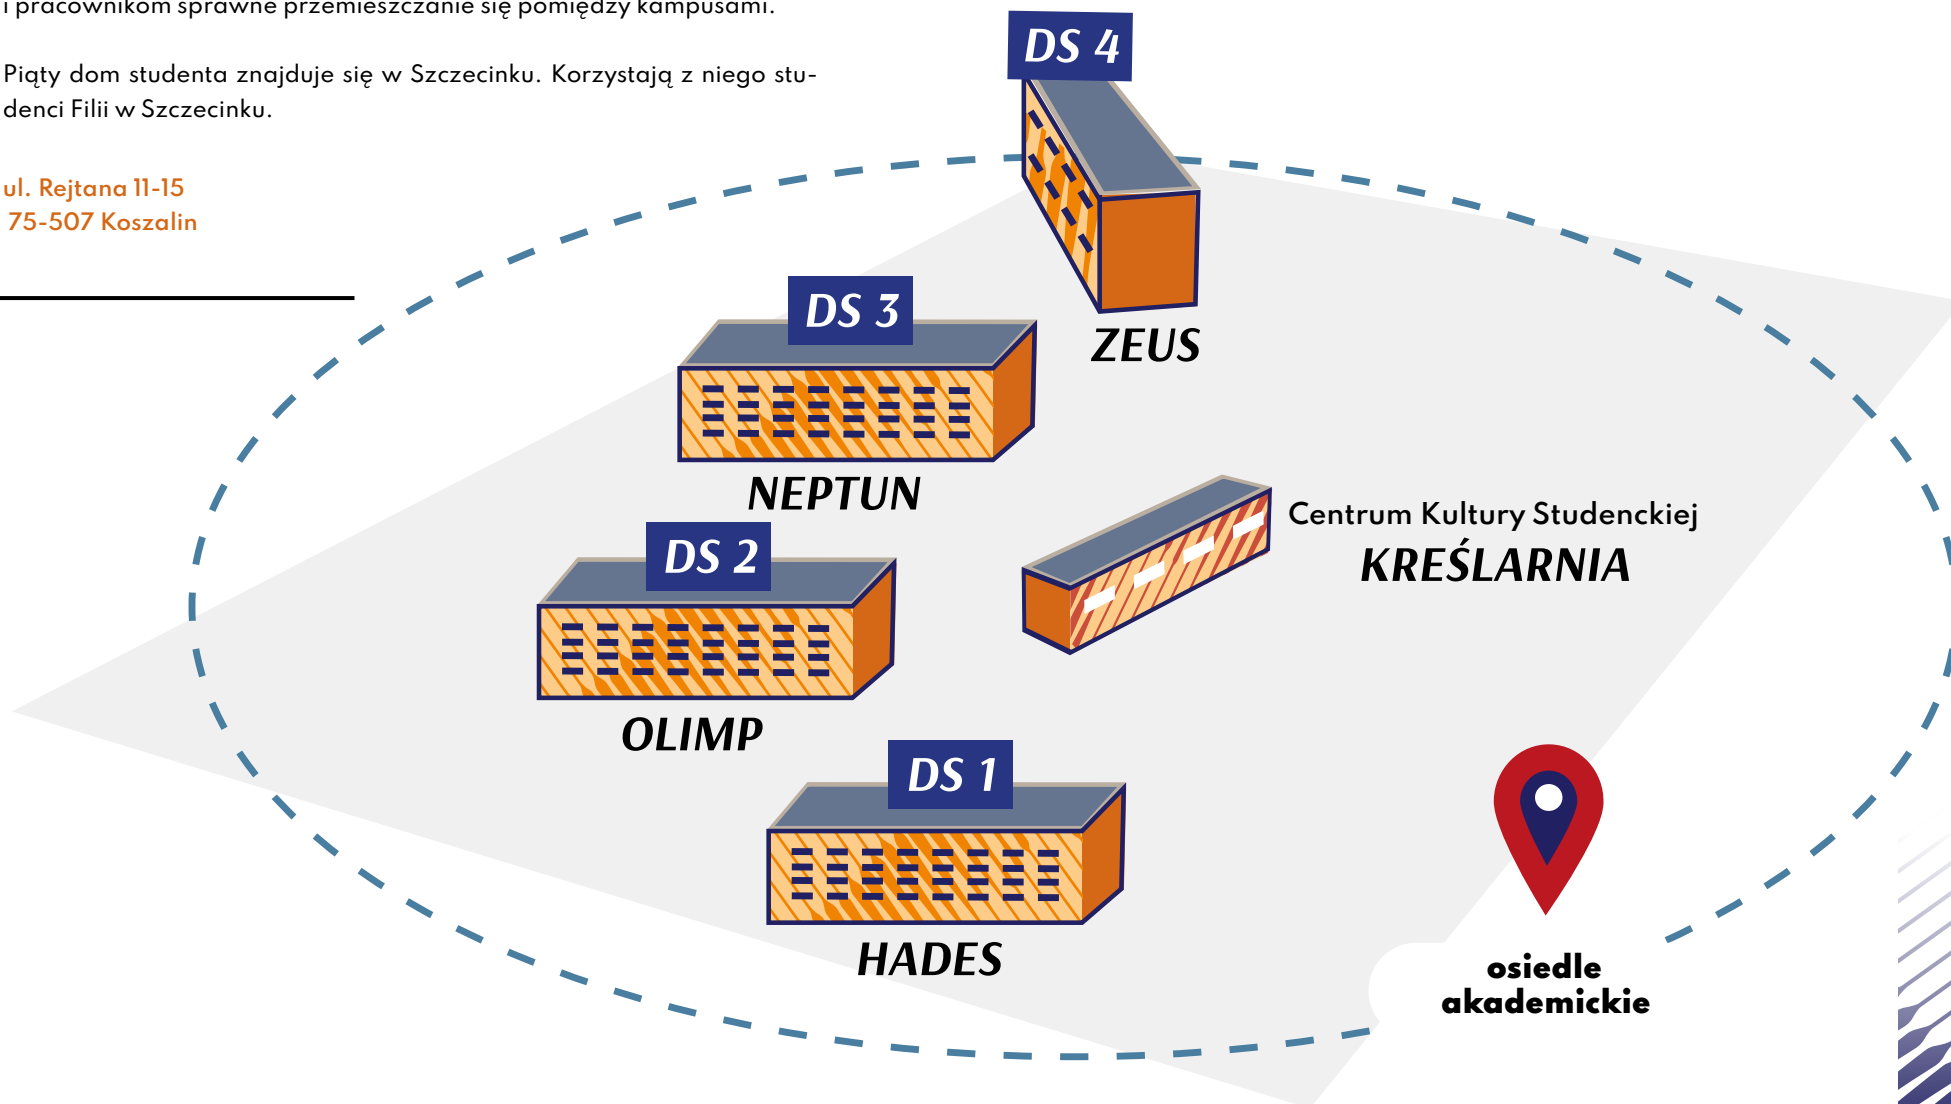 i pracownikom sprawne przemieszczanie się pomiędzy kampusami.
Piąty dom studenta znajduje się w Szczecinku. Korzystają z niego stu-
denci Filii w Szczecinku.
ul. Rejtana 11-15
75-507 Koszalin
DS 4
ZEUS
DS 3
NEPTUN
Centrum Kultury Studenckiej
KREŚLARNIA
DS 2
OLIMP
DS 1
HADES
osiedle
akademickie